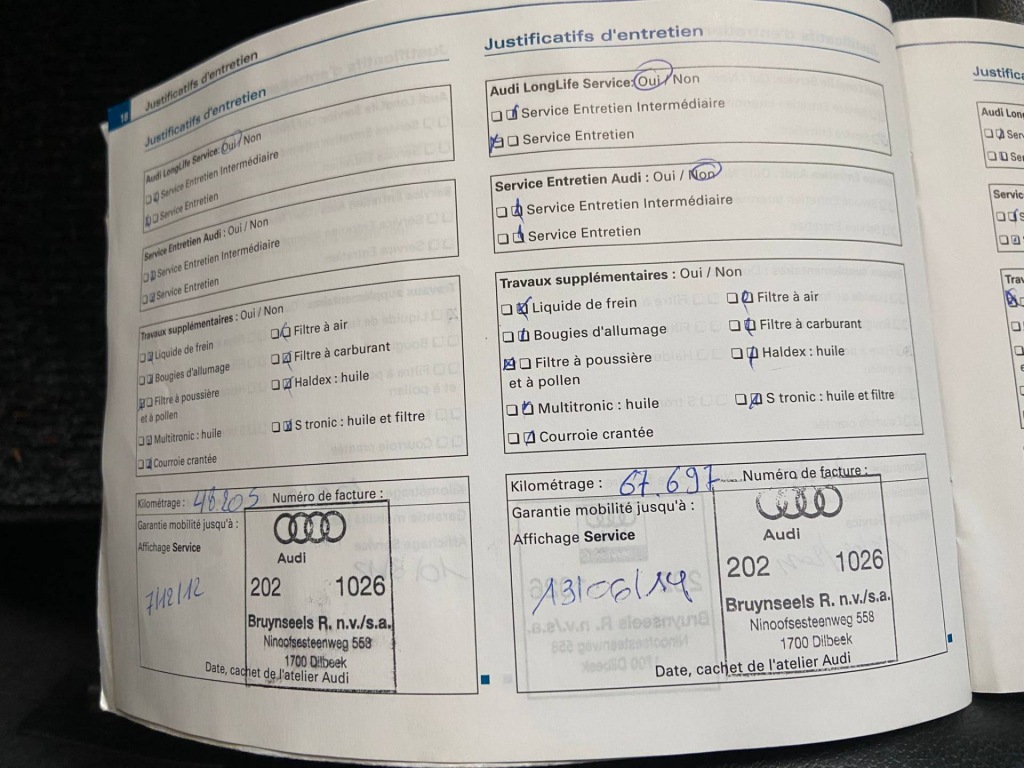 18
Justificatifs d'entretien
Justificatifs d'entretien
Audi LongLife Service: Oui / Non
Service Entretien Intermédiaire
Service Entretien
Service Entretien Audi : Oui / Non
Service Entretien Intermédiaire
Service Entretien
Travaux supplémentaires : Oui / Non
Liquide de frein
Filtre à air
Bougies d'allumage
Filtre à carburant
Filtre à poussière
et à pollen
Haldex : huile
Multitronic : huile
S tronic : huile et filtre
Courroie crantée
Kilométrage : 48.205 Numéro de facture :
Garantie mobilité jusqu'à :
Affichage Service
7/12/12
Audi
202 1026
Bruynseels R. n.v./s.a.
Ninoofsesteenweg 558
1700 Dilbeek
Date, cachet de l'atelier Audi
Justificatifs d'entretien
Audi LongLife Service: Oui / Non
Service Entretien Intermédiaire
Service Entretien
Service Entretien Audi : Oui / Non
Service Entretien Intermédiaire
Service Entretien
Travaux supplémentaires : Oui / Non
Liquide de frein
Filtre à air
Bougies d'allumage
Filtre à carburant
Filtre à poussière
et à pollen
Haldex : huile
Multitronic : huile
S tronic : huile et filtre
Courroie crantée
Kilométrage : 67.697 Numéro de facture :
Garantie mobilité jusqu'à :
Affichage Service
13/06/14
Audi
202 1026
Bruynseels R. n.v./s.a.
Ninoofsesteenweg 558
1700 Dilbeek
Date, cachet de l'atelier Audi